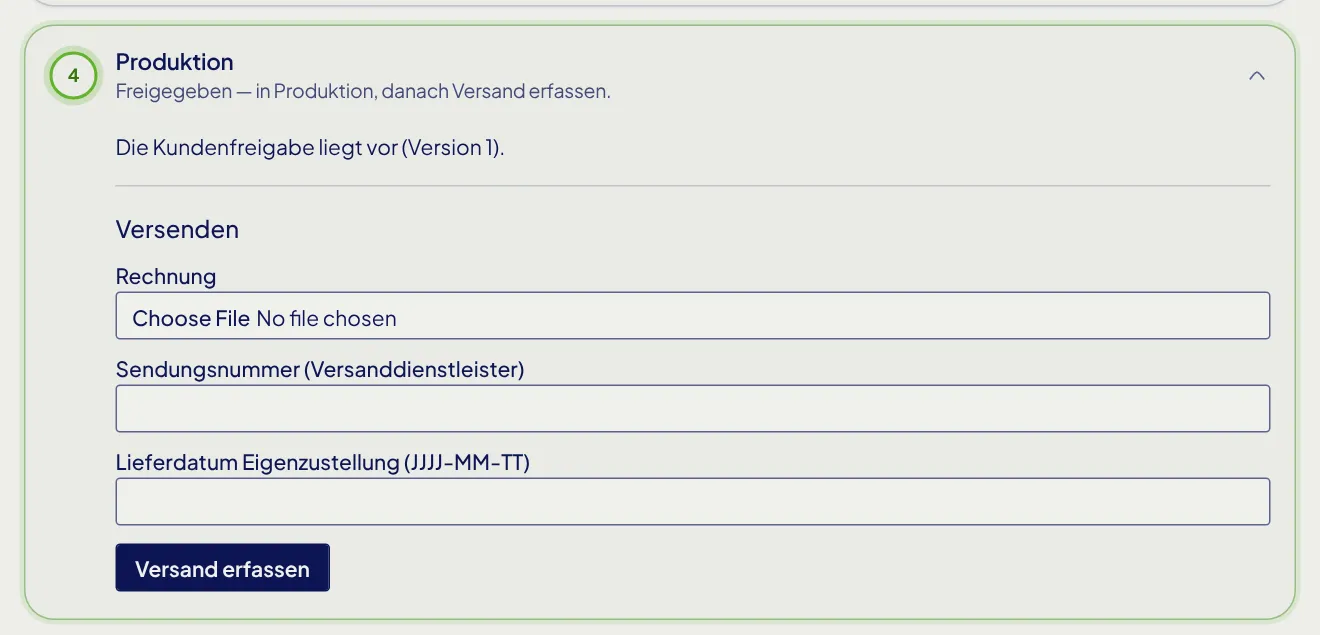 4
Produktion
Freigegeben — in Produktion, danach Versand erfassen.
Die Kundenfreigabe liegt vor (Version 1).
Versenden
Rechnung
Choose File No file chosen
Sendungsnummer (Versanddienstleister)
Lieferdatum Eigenzustellung (JJJJ-MM-TT)
Versand erfassen